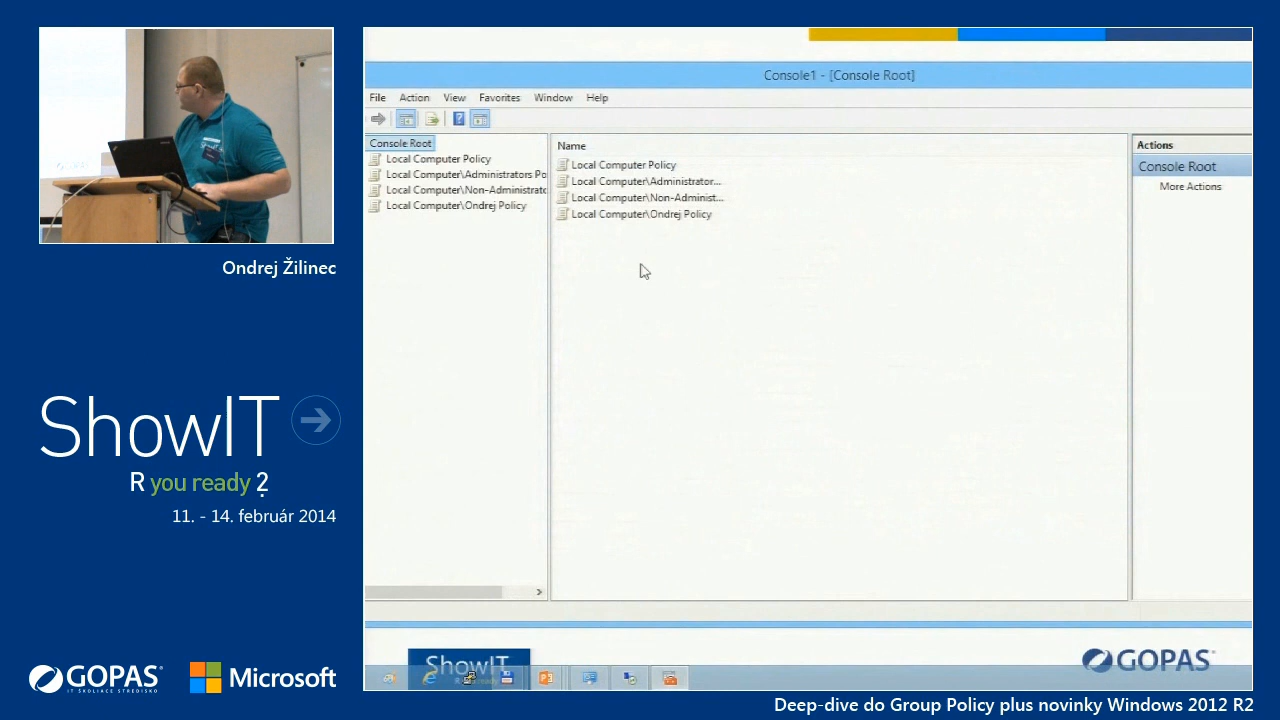 Console1 - [Console Root]
File Action View Favorites Window Help
Console Root
Local Computer Policy
Local Computer\Administrators Po
Local Computer\Non-Administrato
Local Computer\Ondrej Policy
Name
Local Computer Policy
Local Computer\Administrator...
Local Computer\Non-Administ...
Local Computer\Ondrej Policy
Actions
Console Root
More Actions
Ondrej Žilinec
ShowIT
R you ready ?
11. - 14. február 2014
GOPAS
IT ŠKOLIACE STREDISKO
Microsoft
ShowIT
GOPAS
Deep-dive do Group Policy plus novinky Windows 2012 R2